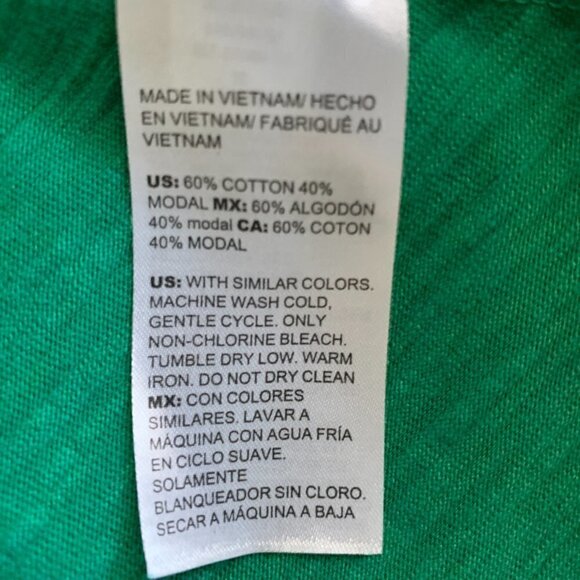 MADE IN VIETNAM/ HECHO
EN VIETNAM/ FABRIQUÉ AU
VIETNAM
US: 60% COTTON 40%
MODAL MX: 60% ALGODÓN
40% modal CA: 60% COTON
40% MODAL
US: WITH SIMILAR COLORS.
MACHINE WASH COLD,
GENTLE CYCLE. ONLY
NON-CHLORINE BLEACH.
TUMBLE DRY LOW. WARM
IRON. DO NOT DRY CLEAN
MX: CON COLORES
SIMILARES. LAVAR A
MÁQUINA CON AGUA FRÍA
EN CICLO SUAVE.
SOLAMENTE
BLANQUEADOR SIN CLORO.
SECAR A MÁQUINA A BAJA